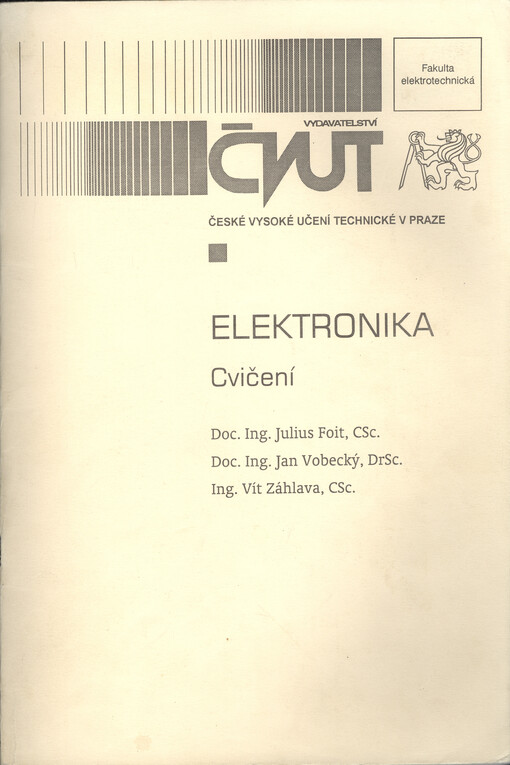 Fakulta
elektrotechnická
VYDAVATELSTVÍ
ČVUT
ČESKÉ VYSOKÉ UČENÍ TECHNICKÉ V PRAZE
ELEKTRONIKA
Cvičení
Doc. Ing. Julius Foit, CSc.
Doc. Ing. Jan Vobecký, DrSc.
Ing. Vít Záhlava, CSc.